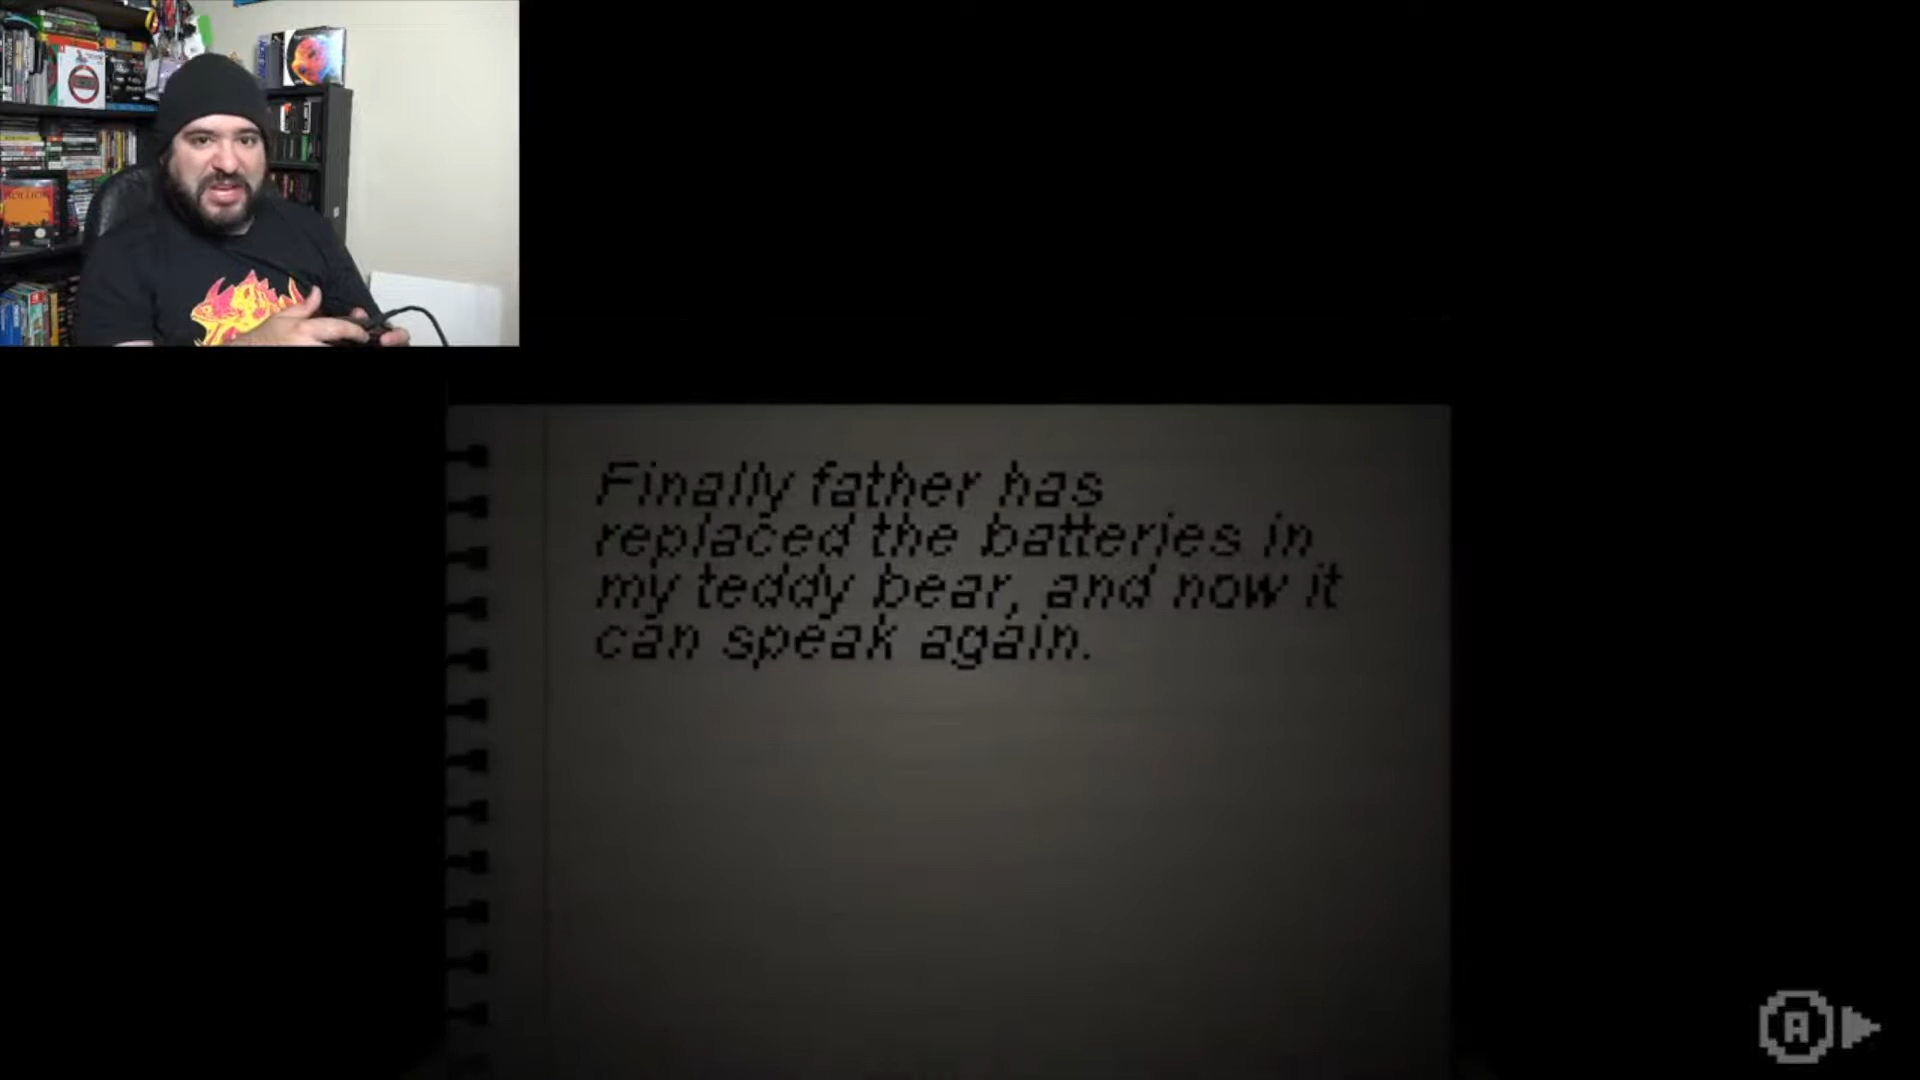 Finally father has
replaced the batteries in
my teddy bear, and now it
can speak again.
A